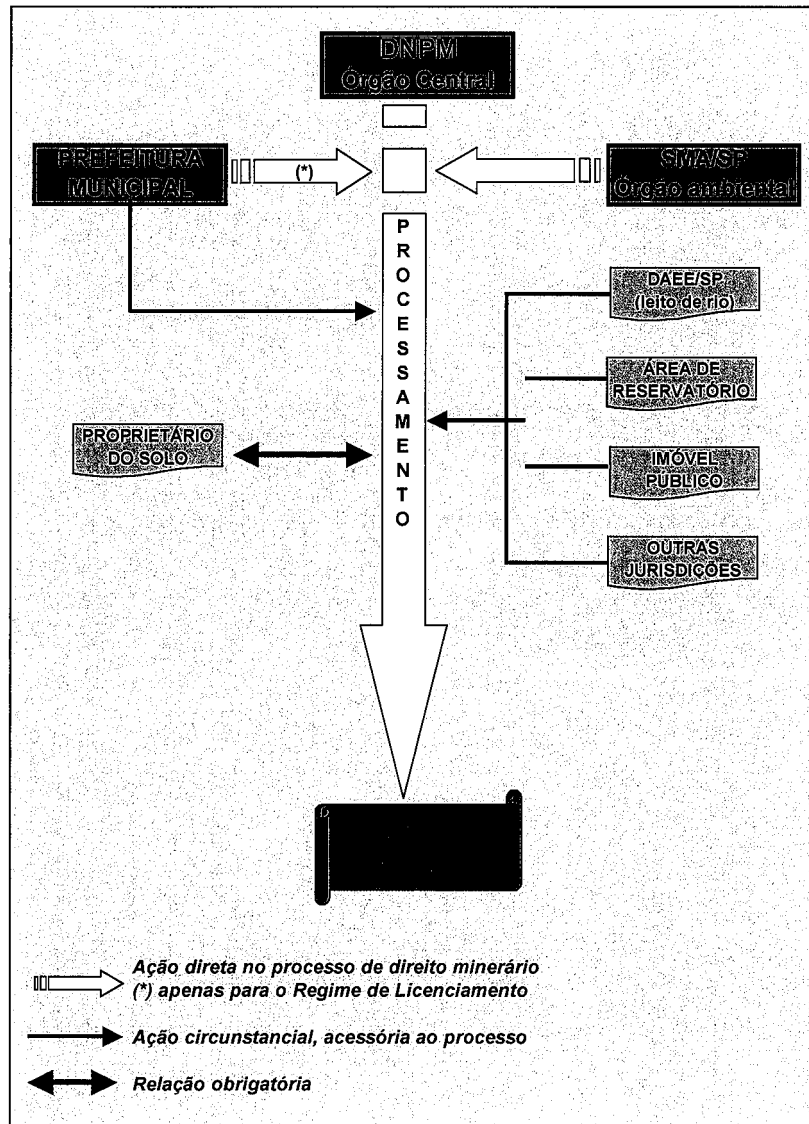 DNPM
Órgão Central
PREFEITURA
MUNICIPAL
(*)
SMA/SP
Órgão ambiental
PROCESSAMENTO
DAEE/SP
(leito de rio)
ÁREA DE
RESERVATÓRIO
IMÓVEL
PÚBLICO
OUTRAS
JURISDICÕES
PROPRIETÁRIO
DO SOLO
Ação direta no processo de direito minerário
(*) apenas para o Regime de Licenciamento
Ação circunstancial, acessória ao processo
Relação obrigatória